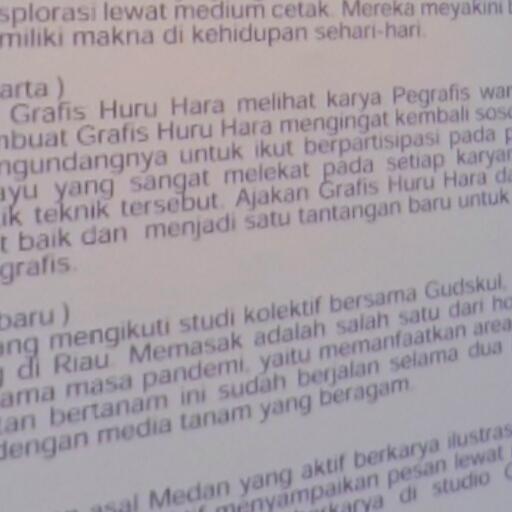 splorasi lewat medium cetak. Mereka meyakini
miliki makna di kehidupan sehari-hari.
arta )
Grafis Huru Hara melihat karya Pegrafis war
nbuat Grafis Huru Hara mengingat kembali soso
ngundangnya untuk ikut berpartisipasi pada p
ayu yang sangat melekat pada setiap karyan
ik teknik tersebut. Ajakan Grafis Huru Hara da
t baik dan menjadi satu tantangan baru untuk
grafis.
baru )
ang mengikuti studi kolektif bersama Gudskul,
di Riau. Memasak adalah salah satu dari ho
ama masa pandemi, yaitu memanfaatkan area
tan bertanam ini sudah berjalan selama dua
dengan media tanam yang beragam.
asal Medan yang aktif berkarya ilustras
menyampaikan pesan lewat
berkarya di studio